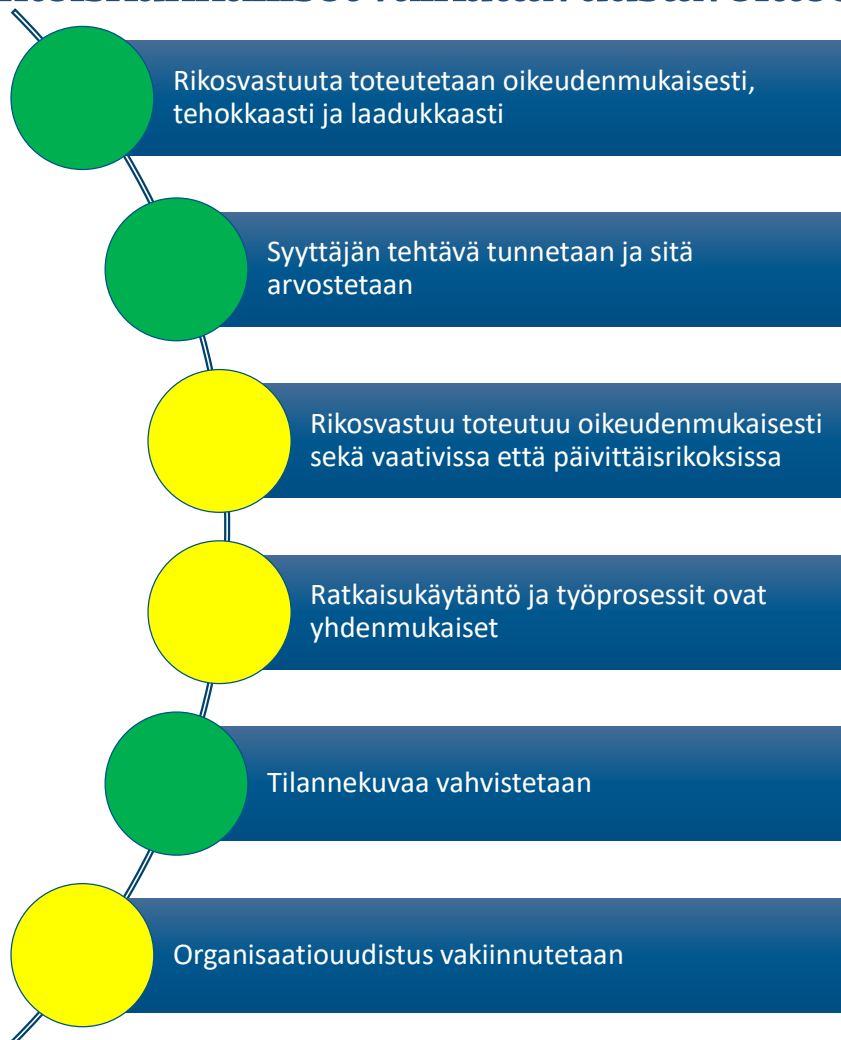 Rikosvastuuta toteutetaan oikeudenmukaisesti,
tehokkaasti ja laadukkaasti
Syyttäjän tehtävä tunnetaan ja sitä
arvostetaan
Rikosvastuu toteutuu oikeudenmukaisesti
sekä vaativissa että päivittäisrikoksissa
Ratkaisukäytäntö ja työprosessit ovat
yhdenmukaiset
Tilannekuvaa vahvistetaan
Organisaatiouudistus vakiinnutetaan